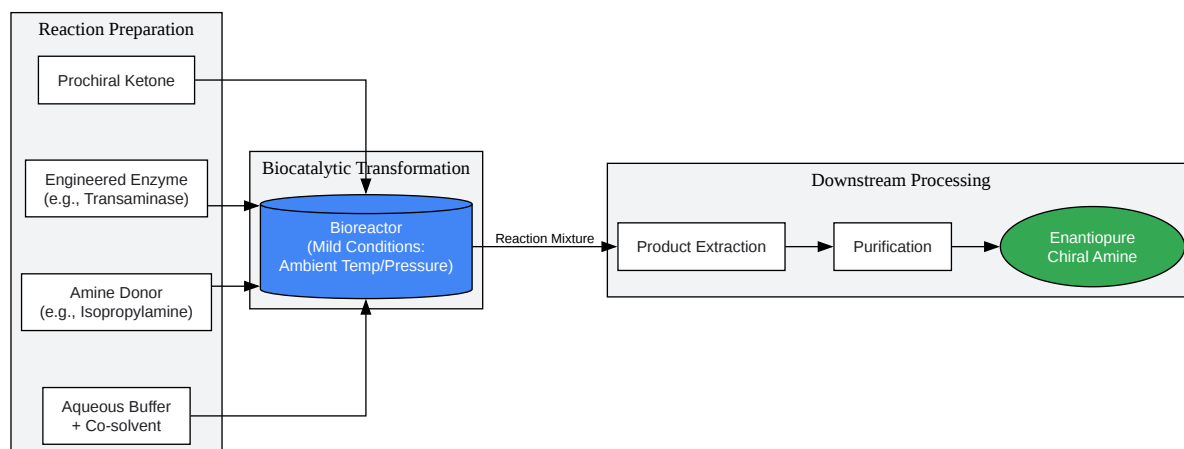 Reaction Preparation
Prochiral Ketone
Engineered Enzyme
(e.g., Transaminase)
Amine Donor
(e.g., Isopropylamine)
Aqueous Buffer
+ Co-solvent
Biocatalytic Transformation
Bioreactor
(Mild Conditions:
Ambient Temp/Pressure)
Reaction Mixture
Downstream Processing
Product Extraction
Purification
Enantiopure
Chiral Amine